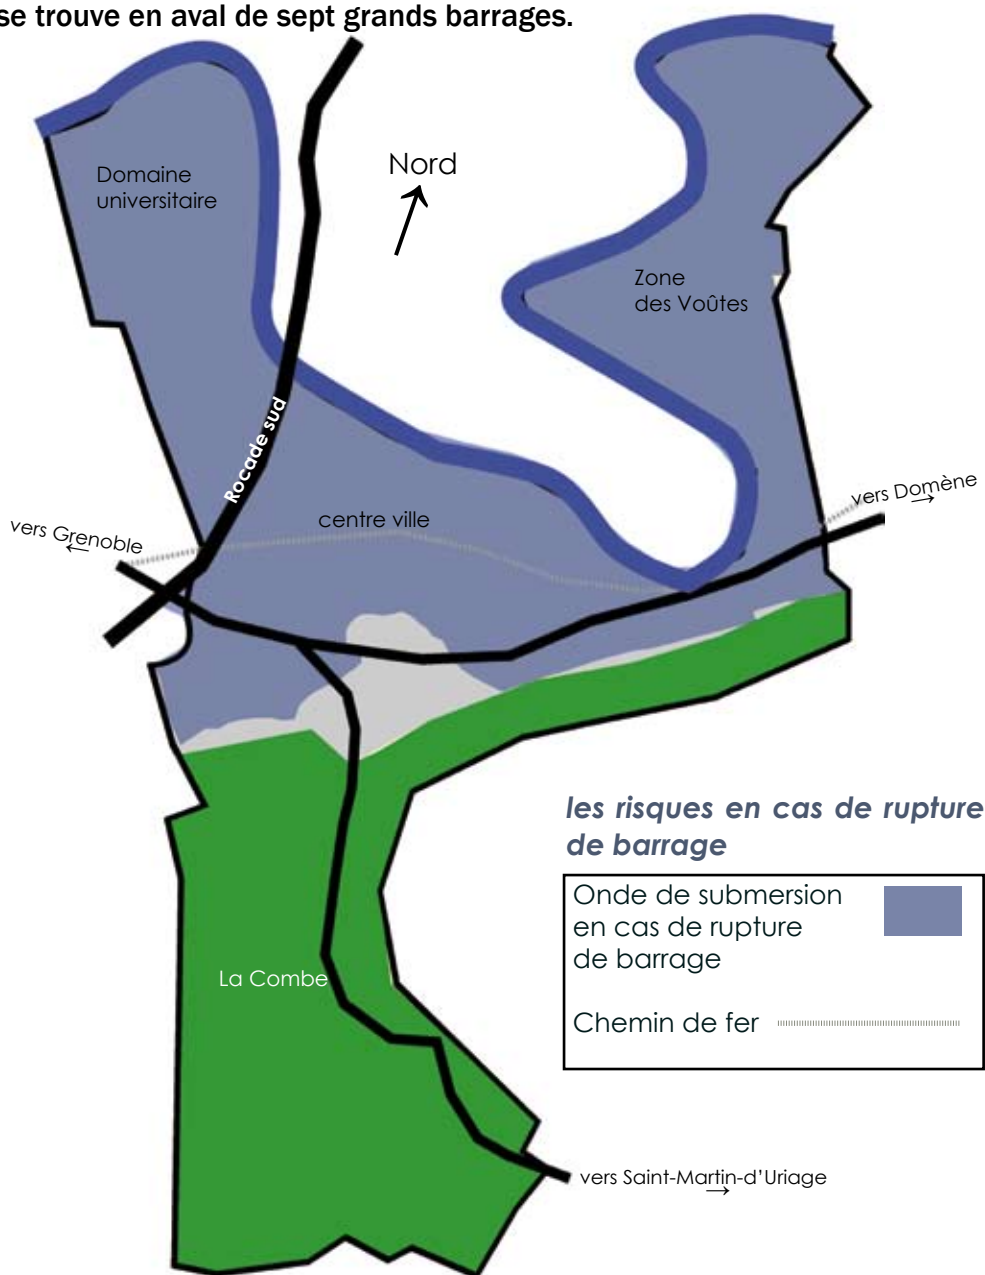 se trouve en aval de sept grands barrages.
Domaine
universitaire
Nord
Zone
des Voûtes
Rocade sud
vers Domène
→
centre ville
vers Grenoble
←
les risques en cas de rupture
de barrage
Onde de submersion
en cas de rupture
de barrage
Chemin de fer
La Combe
vers Saint-Martin-d'Uriage
→